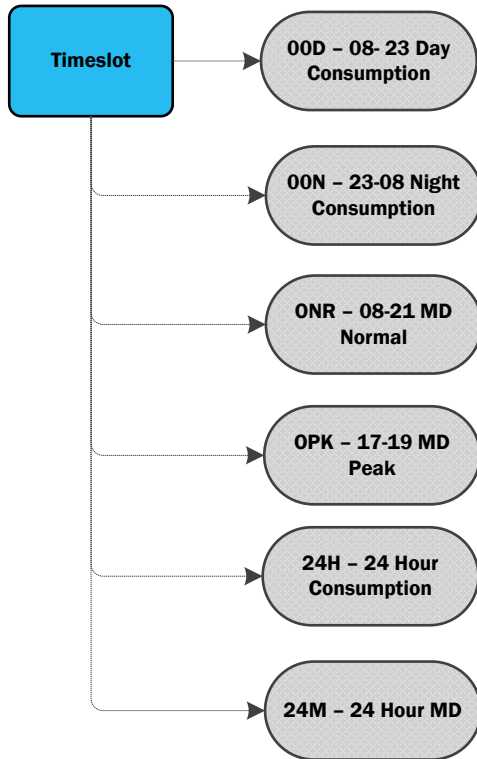 Timeslot
00D – 08- 23 Day
Consumption
00N – 23-08 Night
Consumption
0NR – 08-21 MD
Normal
0PK – 17-19 MD
Peak
24H – 24 Hour
Consumption
24M – 24 Hour MD